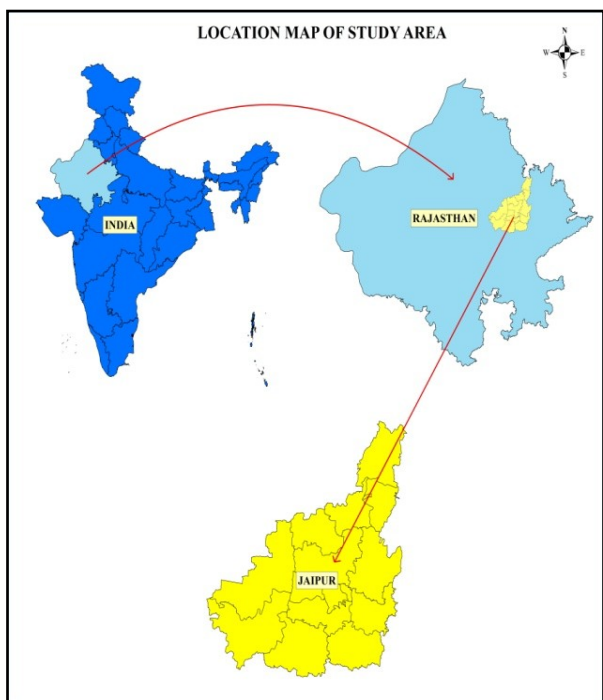 LOCATION MAP OF STUDY AREA
N
W E
S
INDIA
RAJASTHAN
JAIPUR